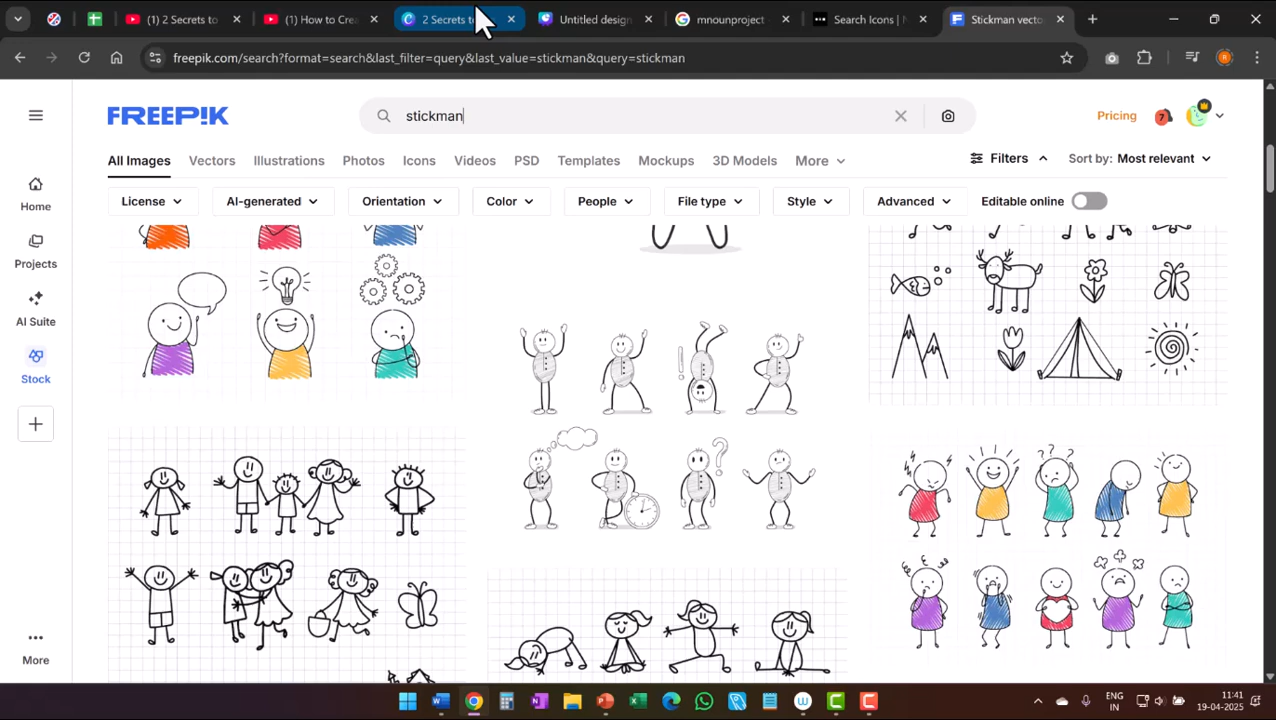 (1) 2 Secrets to
(1) How to Crea
2 Secrets to
Untitled design
mnounproject
Search Icons | N
Stickman vecto
freepik.com/search?format=search&last_filter=query&last_value=stickman&query=stickman
FREEPIK
stickman
Pricing
7
All Images Vectors Illustrations Photos Icons Videos PSD Templates Mockups 3D Models More
Filters
Sort by: Most relevant
License
AI-generated
Orientation
Color
People
File type
Style
Advanced
Editable online
Home
Projects
AI Suite
Stock
More
R
ENG
IN
11:41
19-04-2025